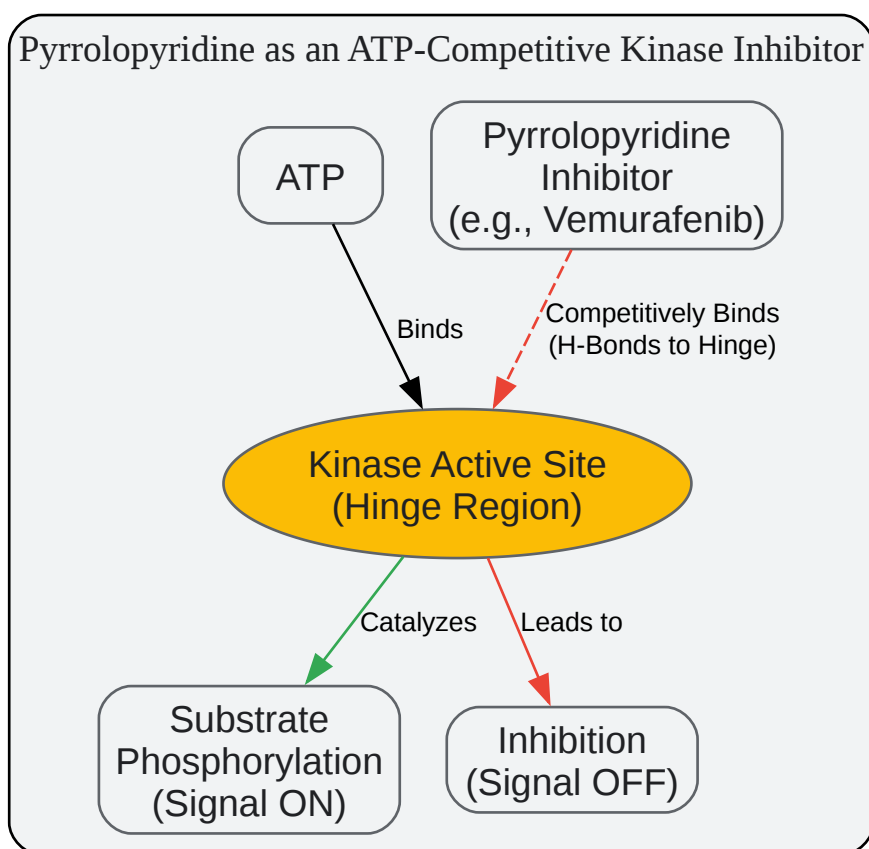 Pyrrolopyridine as an ATP-Competitive Kinase Inhibitor
ATP
Pyrrolopyridine
Inhibitor
(e.g., Vemurafenib)
Binds
Competitively Binds
(H-Bonds to Hinge)
Kinase Active Site
(Hinge Region)
Catalyzes
Leads to
Substrate
Phosphorylation
(Signal ON)
Inhibition
(Signal OFF)